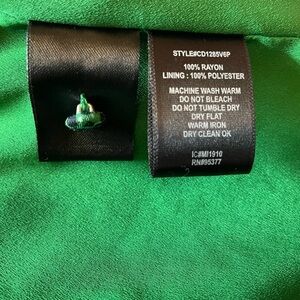 STYLE#CD1285V6P
100% RAYON
LINING : 100% POLYESTER
MACHINE WASH WARM
DO NOT BLEACH
DO NOT TUMBLE DRY
DRY FLAT
WARM IRON
DRY CLEAN OK
IC#MI1910
RN#95377